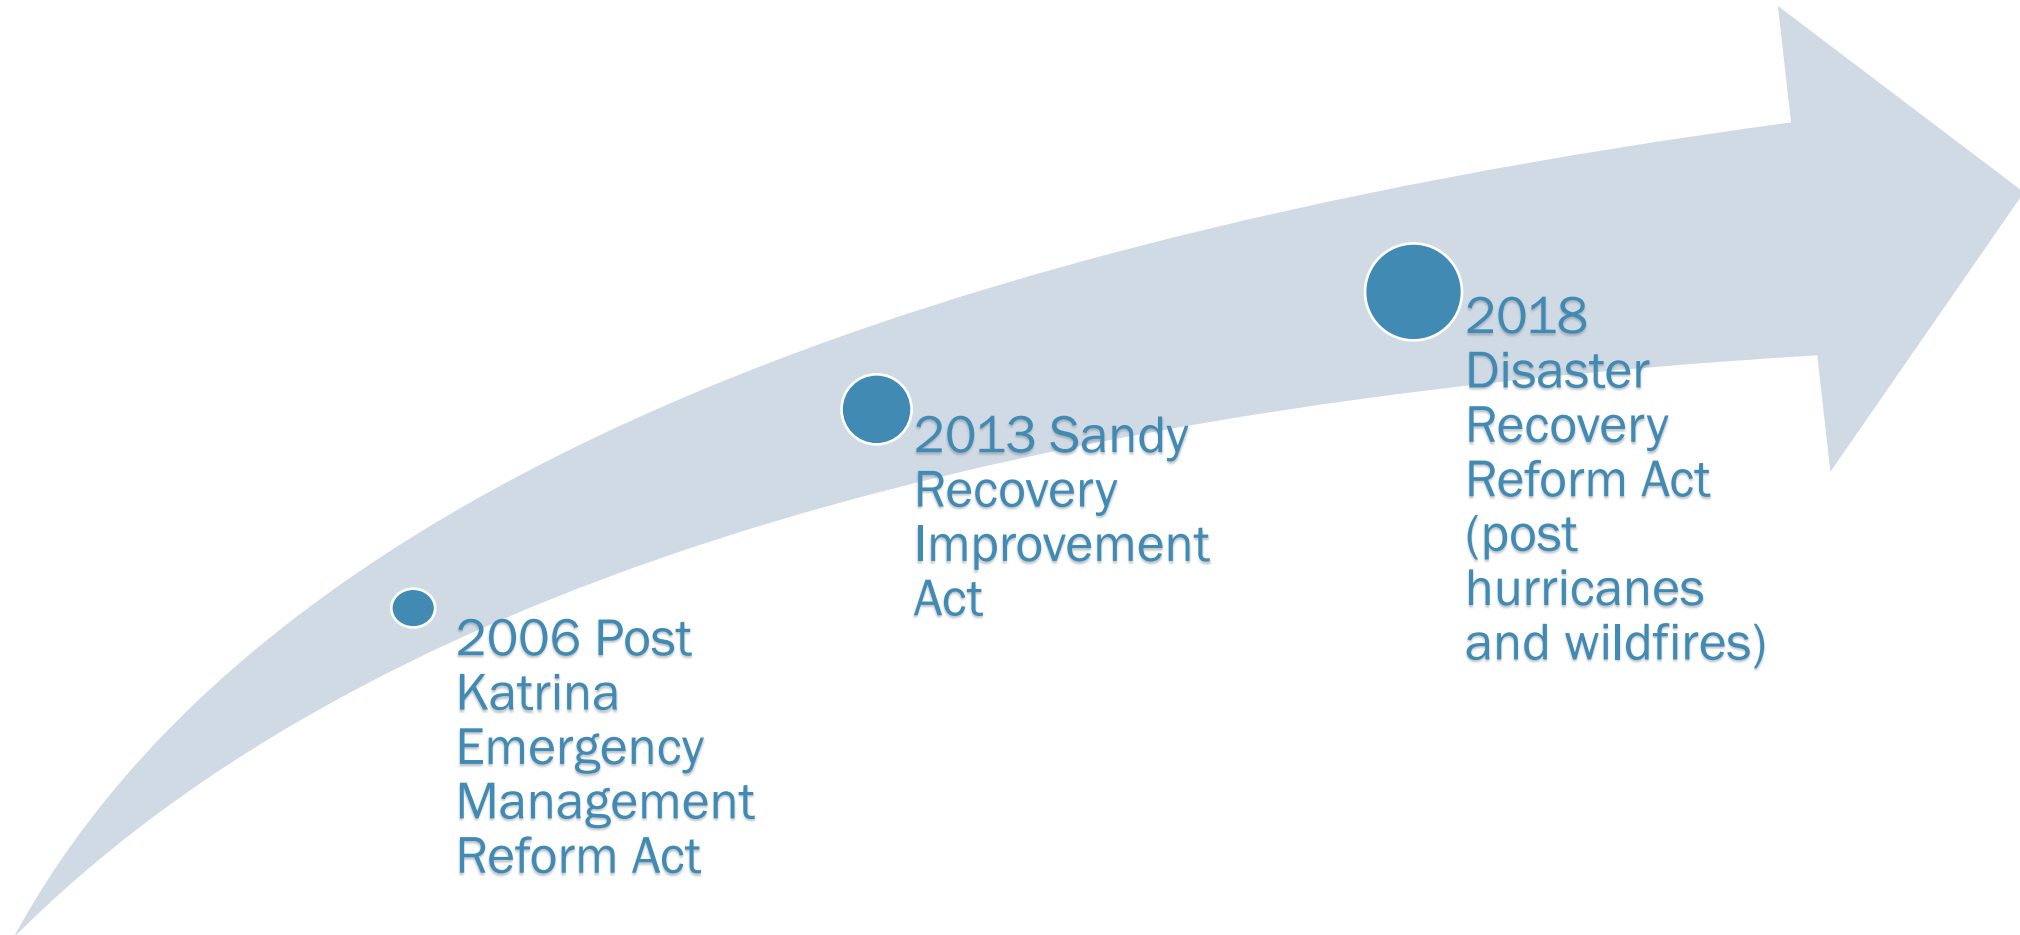 2006 Post
Katrina
Emergency
Management
Reform Act
2013 Sandy
Recovery
Improvement
Act
2018
Disaster
Recovery
Reform Act
(post
hurricanes
and wildfires)